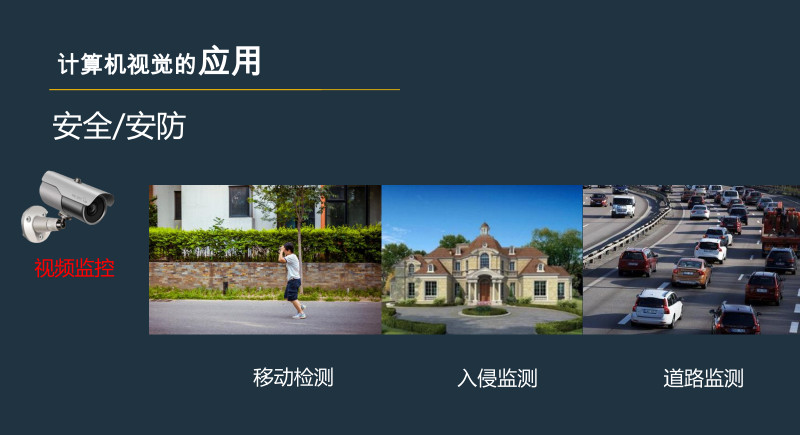 计算机视觉的应用
安全/安防
视频监控
移动检测
入侵监测
道路监测